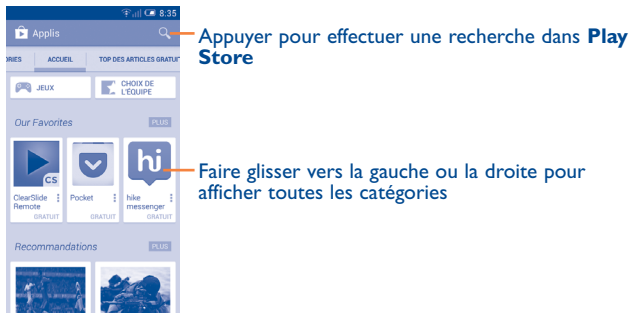 8:35
Applis
ORIES ACCUEIL TOP DES ARTICLES GRATUI
JEUX
CHOIX DE
L'ÉQUIPE
Our Favorites PLUS
CS
hi
ClearSlide
Remote
GRATUIT
Pocket
GRATUIT
hike
messenger
GRATUIT
Recommandations PLUS
Appuyer pour effectuer une recherche dans Play
Store
Faire glisser vers la gauche ou la droite pour
afficher toutes les catégories